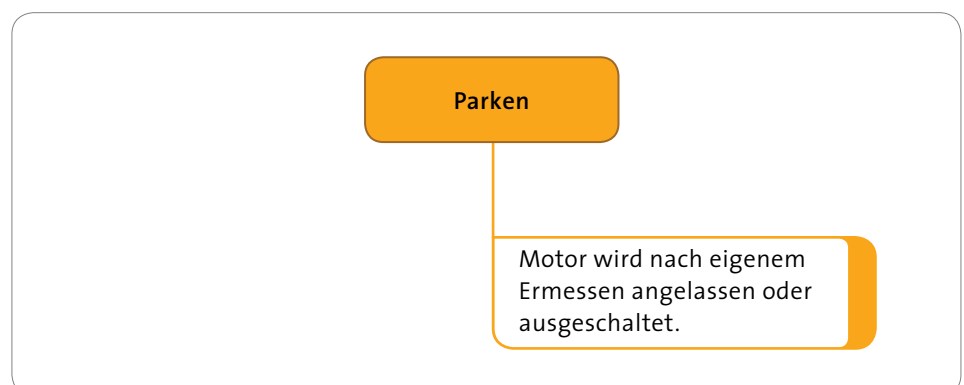 Parken
Motor wird nach eigenem
Ermessen angelassen oder
ausgeschaltet.